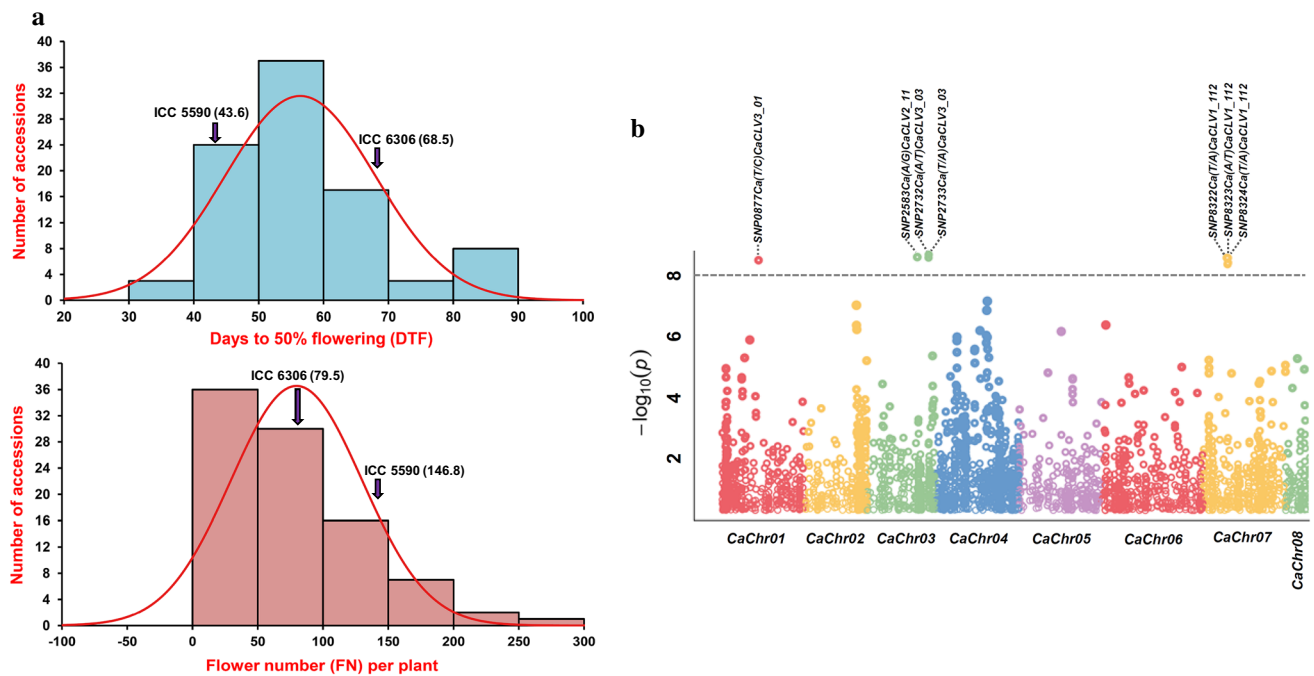 a
Number of accessions
40
36
32
28
24
20
16
12
8
4
0
ICC 5590 (43.6)
ICC 6306 (68.5)
20 30 40 50 60 70 80 90 100
Days to 50% flowering (DTF)
Number of accessions
40
36
32
28
24
20
16
12
8
4
0
ICC 6306 (79.5)
ICC 5590 (146.8)
-100 -50 0 50 100 150 200 250 300
Flower number (FN) per plant
b
SNP0877Ca(T/C)CaCLV3_01
SNP2583Ca(A/G)CaCLV2_11
SNP2732Ca(A/T)CaCLV3_03
SNP2733Ca(T/A)CaCLV3_03
SNP8322Ca(T/A)CaCLV1_112
SNP8323Ca(A/T)CaCLV1_112
SNP8324Ca(T/A)CaCLV1_112
−log10(p)
8
6
4
2
CaChr01 CaChr02 CaChr03 CaChr04 CaChr05 CaChr06 CaChr07 CaChr08